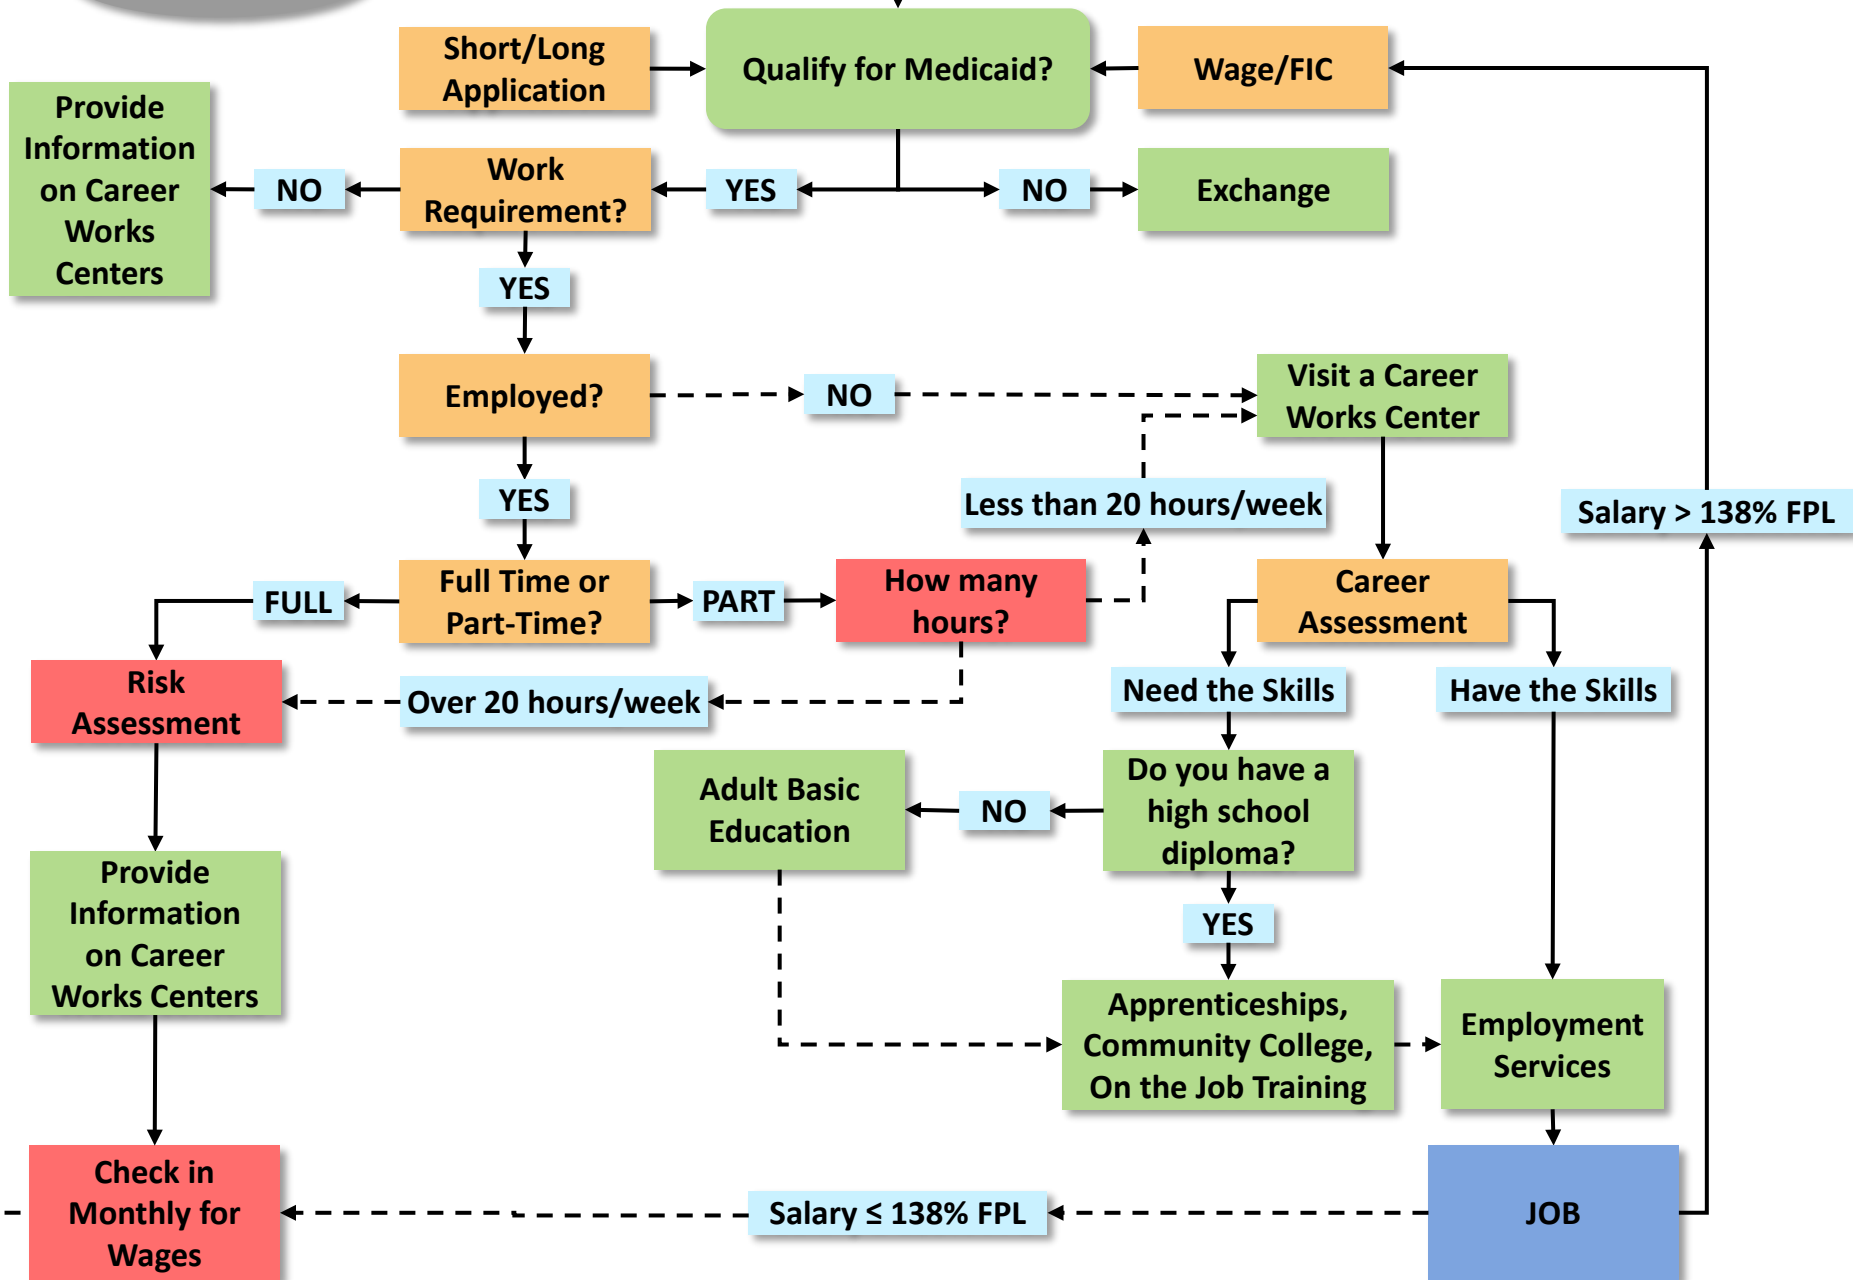 Short/Long
Application
Qualify for Medicaid?
Wage/FIC
Provide
Information
on Career
Works
Centers
NO
Work
Requirement?
YES
NO
Exchange
YES
Employed?
NO
Visit a Career
Works Center
YES
Less than 20 hours/week
Salary > 138% FPL
FULL
Full Time or
Part-Time?
PART
How many
hours?
Career
Assessment
Risk
Assessment
Over 20 hours/week
Need the Skills
Have the Skills
Adult Basic
Education
NO
Do you have a
high school
diploma?
Provide
Information
on Career
Works Centers
YES
Apprenticeships,
Community College,
On the Job Training
Employment
Services
Check in
Monthly for
Wages
Salary ≤ 138% FPL
JOB